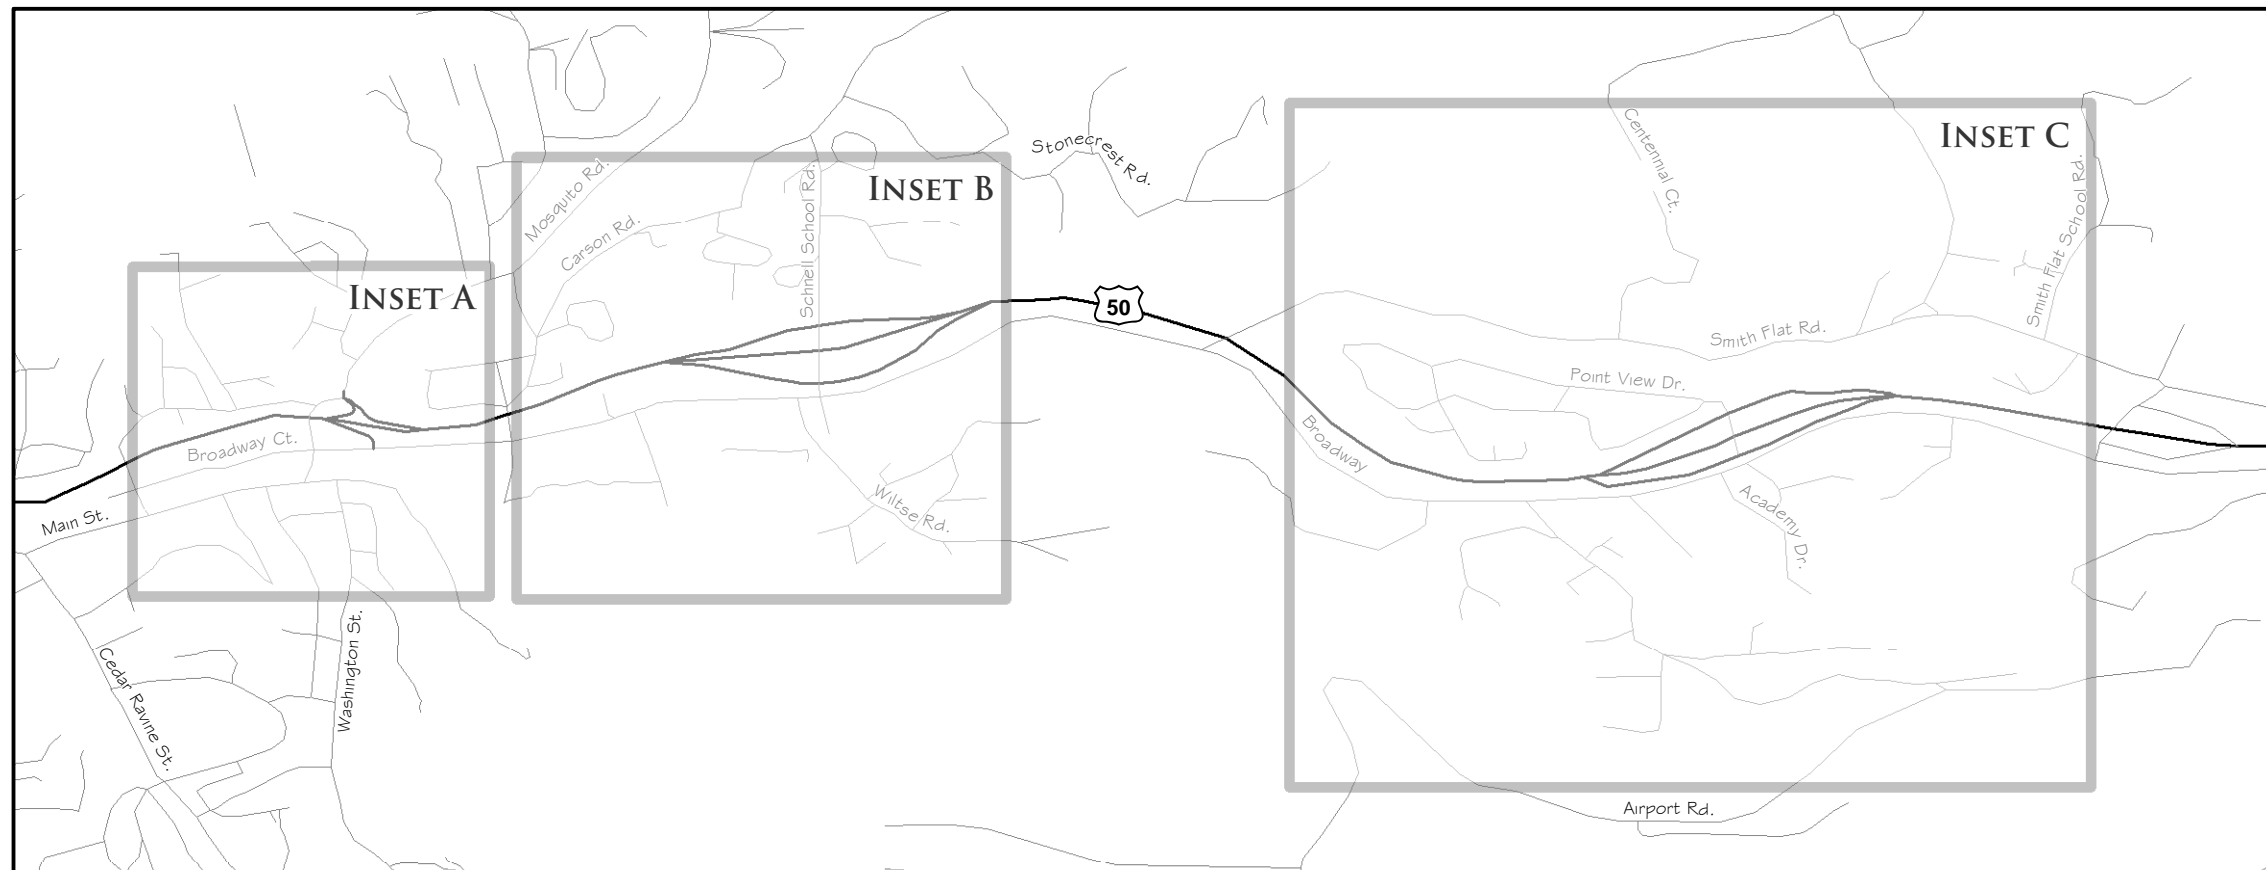 INSET A
INSET B
INSET C
Mosquito Rd.
Carson Rd.
Schnell School Rd.
Stonecrest Rd.
50
Centennial Ct.
Smith Flat School Rd.
Smith Flat Rd.
Point View Dr.
Broadway Ct.
Broadway
Main St.
Wiltse Rd.
Academy Dr.
Cedar Ravine St.
Washington St.
Airport Rd.